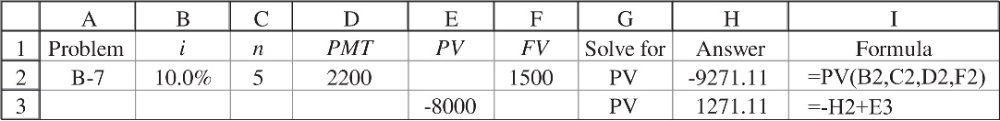 A B C D E F G H I
1 Problem i n PMT PV FV Solve for Answer Formula
2 B-7 10.0% 5 2200 1500 PV -9271.11 =PV(B2,C2,D2,F2)
3 -8000 PV 1271.11 =-H2+E3